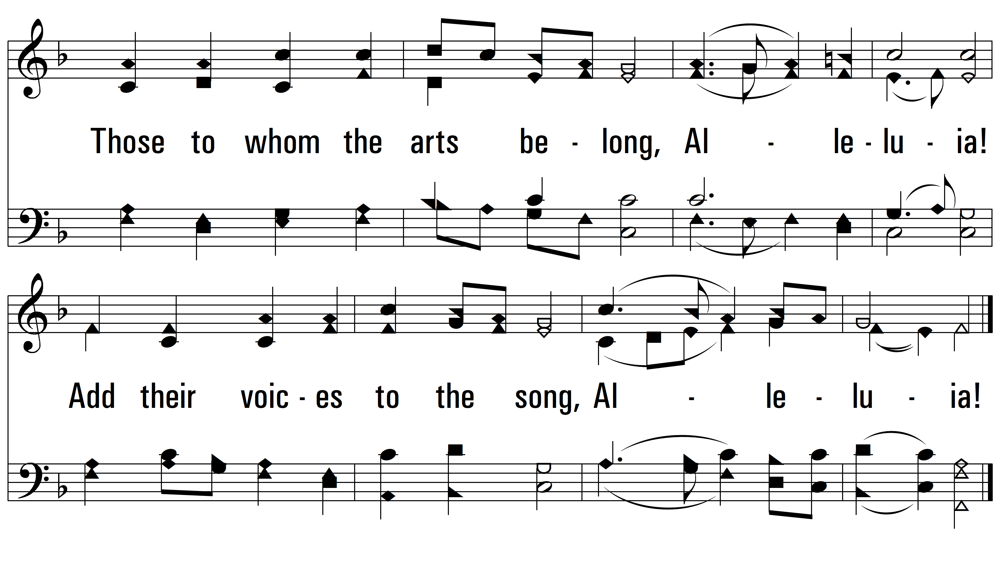 Those to whom the arts be - long, Al - le - lu - ia!
Add their voic - es to the song, Al - le - lu - ia!